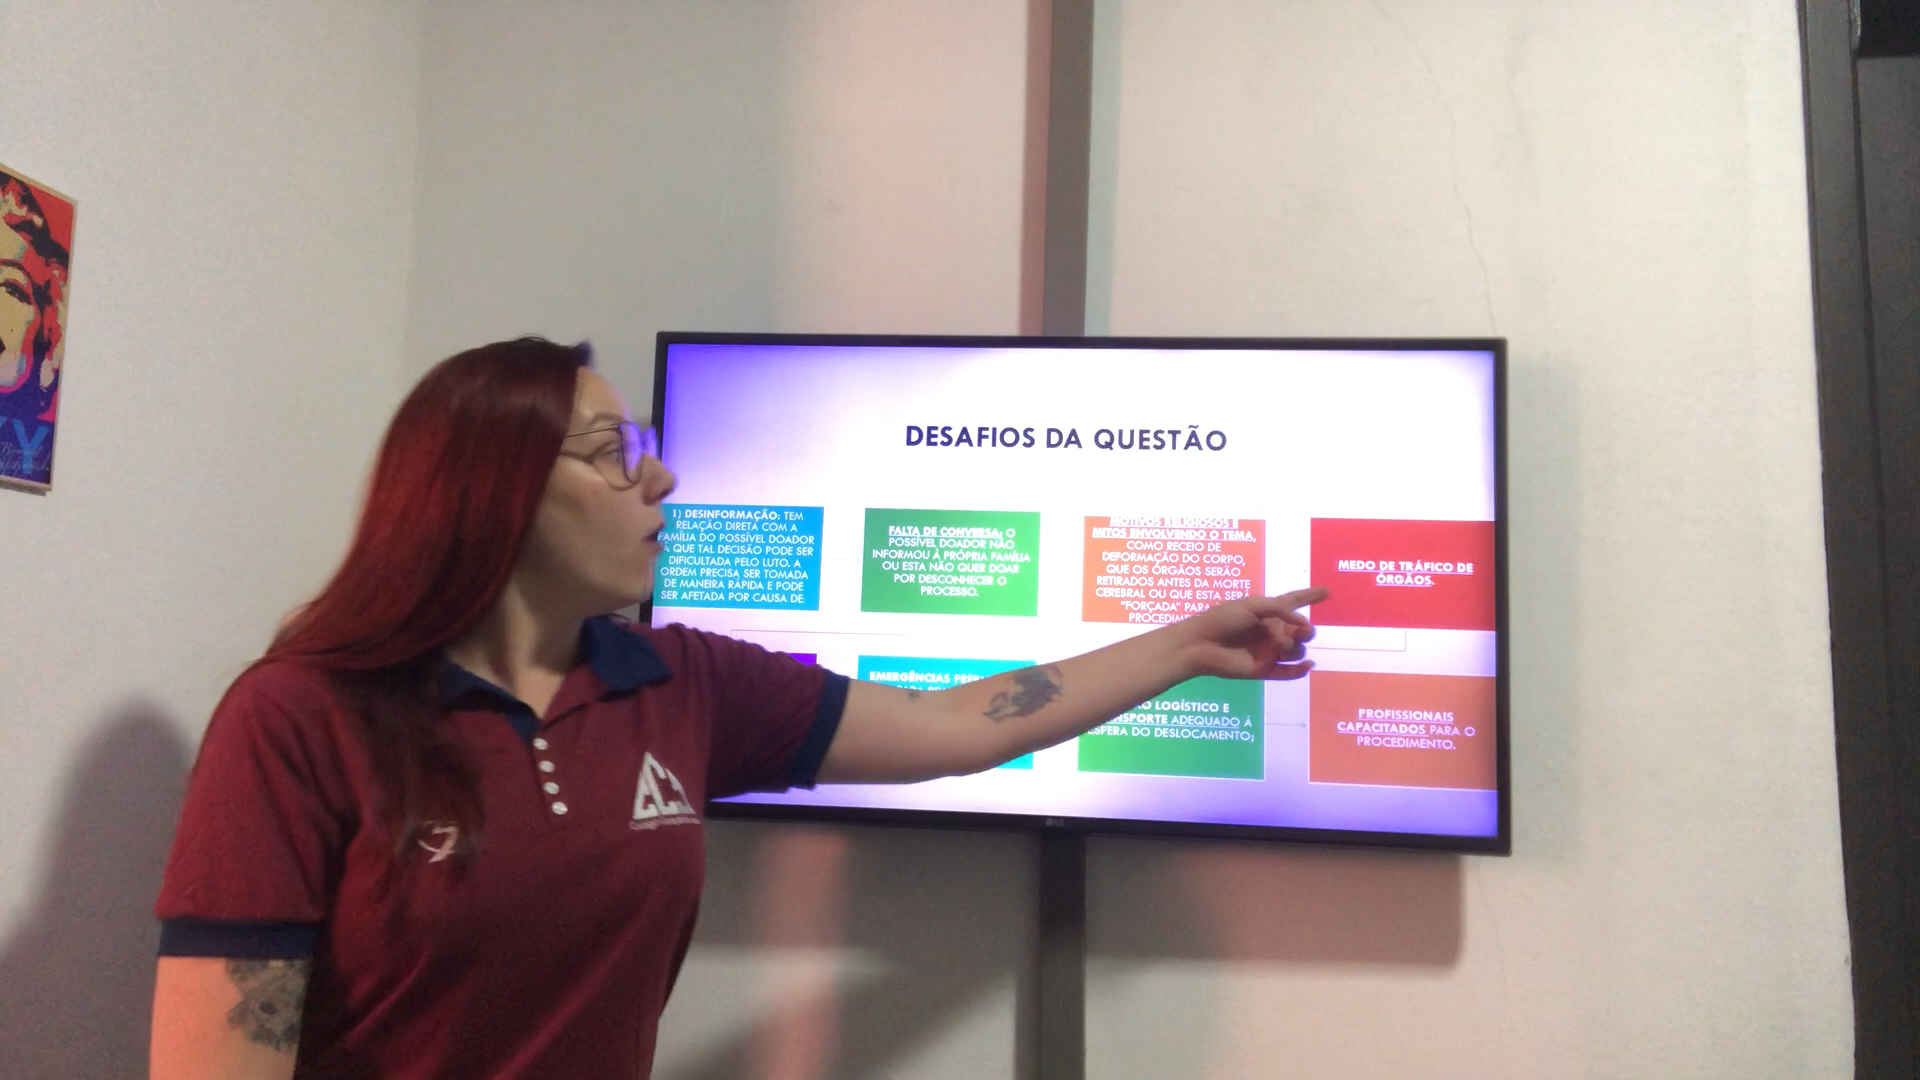 DESAFIOS DA QUESTÃO
1) DESINFORMAÇÃO: TEM
RELAÇÃO DIRETA COM A
FAMÍLIA DO POSSÍVEL DOADOR
A QUE TAL DECISÃO PODE SER
DIFICULTADA PELO LUTO. A
ORDEM PRECISA SER TOMADA
DE MANEIRA RÁPIDA E PODE
SER AFETADA POR CAUSA DE
FALTA DE CONVERSA: O
POSSÍVEL DOADOR NÃO
INFORMOU À PRÓPRIA FAMÍLIA
OU ESTA NÃO QUER DOAR
POR DESCONHECER O
PROCESSO.
MOTIVOS RELIGIOSOS E
MITOS ENVOLVENDO O TEMA,
COMO RECEIO DE
DEFORMAÇÃO DO CORPO,
QUE OS ÓRGÃOS SERÃO
RETIRADOS ANTES DA MORTE
CEREBRAL OU QUE ESTA SERÁ
"FORÇADA" PARA
PROCEDIME
MEDO DE TRÁFICO DE
ÓRGÃOS.
EMERGÊNCIAS
LOGÍSTICO E
ADEQUADO À
ESPERA DO DESLOCAMENTO;
PROFISSIONAIS
CAPACITADOS PARA O
PROCEDIMENTO.